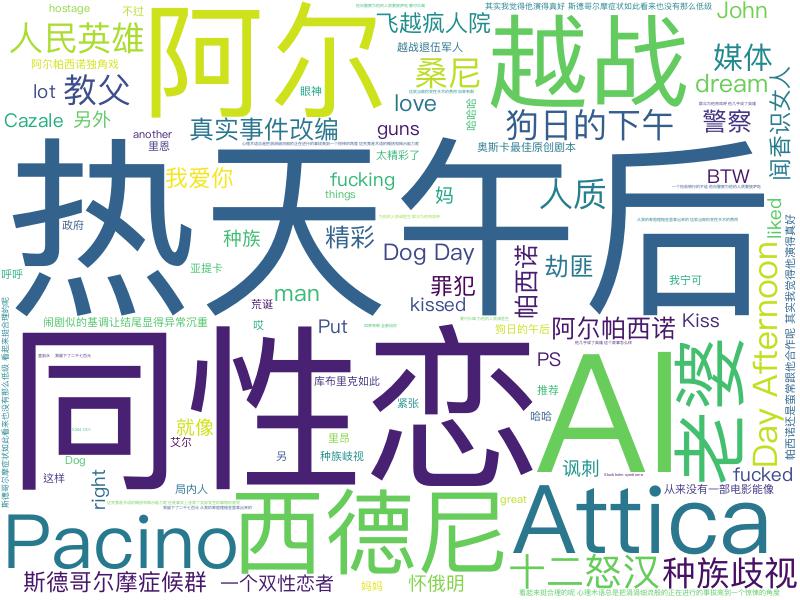 hostage
不过
其实我觉得他演得真好 斯德哥尔摩症状如此看来也没有那么低级
John
人民英雄
阿尔
飞越疯人院
越战
越战退伍军人
媒体
阿尔帕西诺独角戏
桑尼
lot
教父
眼神
love
dream
闻香识女人
Cazale
另外
真实事件改编
guns
狗日的下午
警察
another
里恩
太精彩了
奥斯卡最佳原创剧本
热天午后
我爱你
fucking
things
妈
人质
BTW
liked
政府
种族
精彩
Dog Day
帕西诺
劫匪
我宁可
呼呼
亚提卡
man
荒诞
罪犯
kissed
Day Afternoon
闹剧似的基调让结尾显得异常沉重
哎
Put
狗日的午后
阿尔帕西诺
Kiss
同性恋
AI
老婆
库布里克如此
PS
推荐
紧张
就像
哈哈
艾尔
里昂
Dog
另
种族歧视
这样
right
局内人
讽刺
fucked
从来没有一部电影能像
great
Pacino
西德尼
Attica
斯德哥尔摩症候群
一个双性恋者
妈妈
怀俄明
十二怒汉
种族歧视